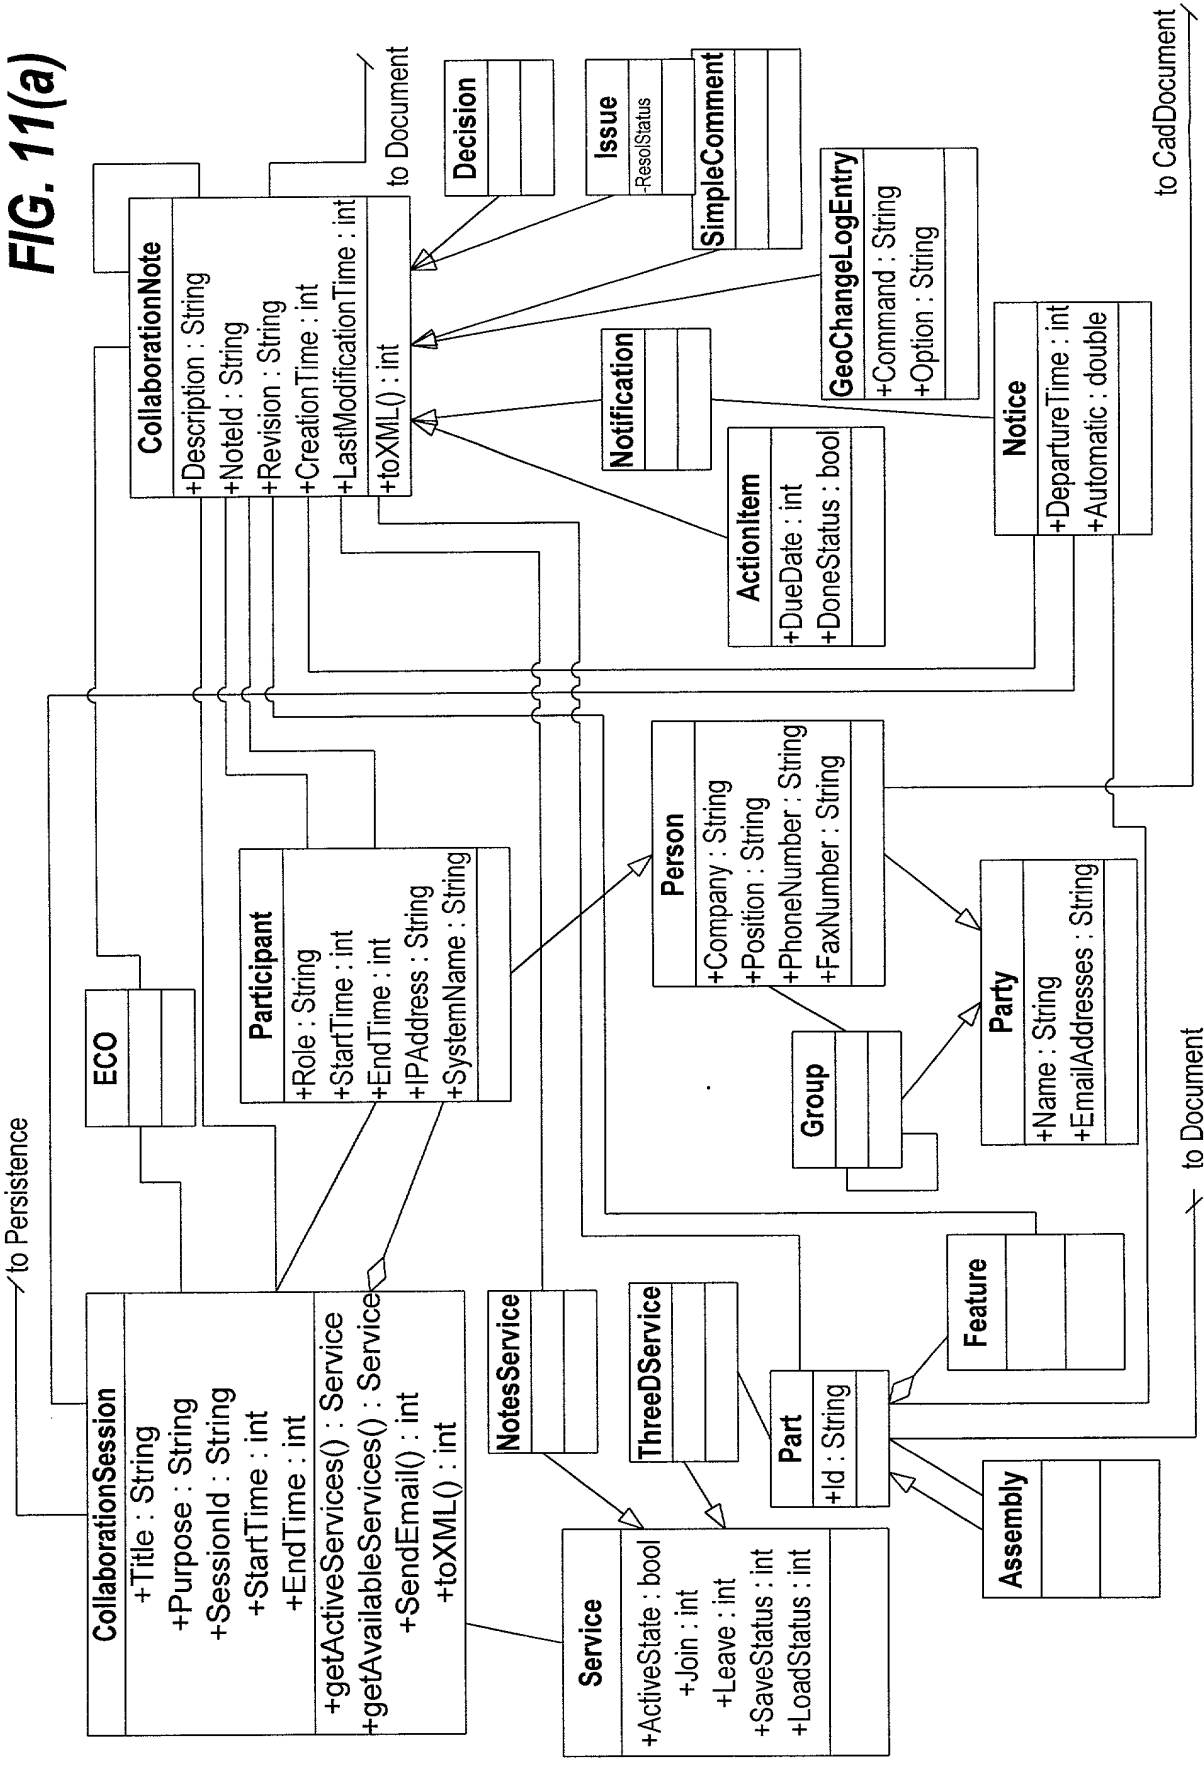 FIG. 11(a)
to Persistence
CollaborationSession
+Title : String
+Purpose : String
+SessionId : String
+StartTime : int
+EndTime : int
+getActiveServices() : Service
+getAvailableServices() : Service
+SendEmail() : int
+toXML() : int
ECO
CollaborationNote
+Description : String
+NoteId : String
+Revision : String
+CreationTime : int
+LastModificationTime : int
+toXML() : int
to Document
Participant
+Role : String
+StartTime : int
+EndTime : int
+IPAddress : String
+SystemName : String
Decision
Issue
-ResolStatus
SimpleComment
GeoChangeLogEntry
+Command : String
+Option : String
Notification
ActionItem
+DueDate : int
+DoneStatus : bool
Notice
+DepartureTime : int
+Automatic : double
NotesService
ThreeDService
Service
+ActiveState : bool
+Join : int
+Leave : int
+SaveStatus : int
+LoadStatus : int
Person
+Company : String
+Position : String
+PhoneNumber : String
+FaxNumber : String
Group
Party
+Name : String
+EmailAddresses : String
Part
+Id : String
Feature
Assembly
to Document
to CadDocument